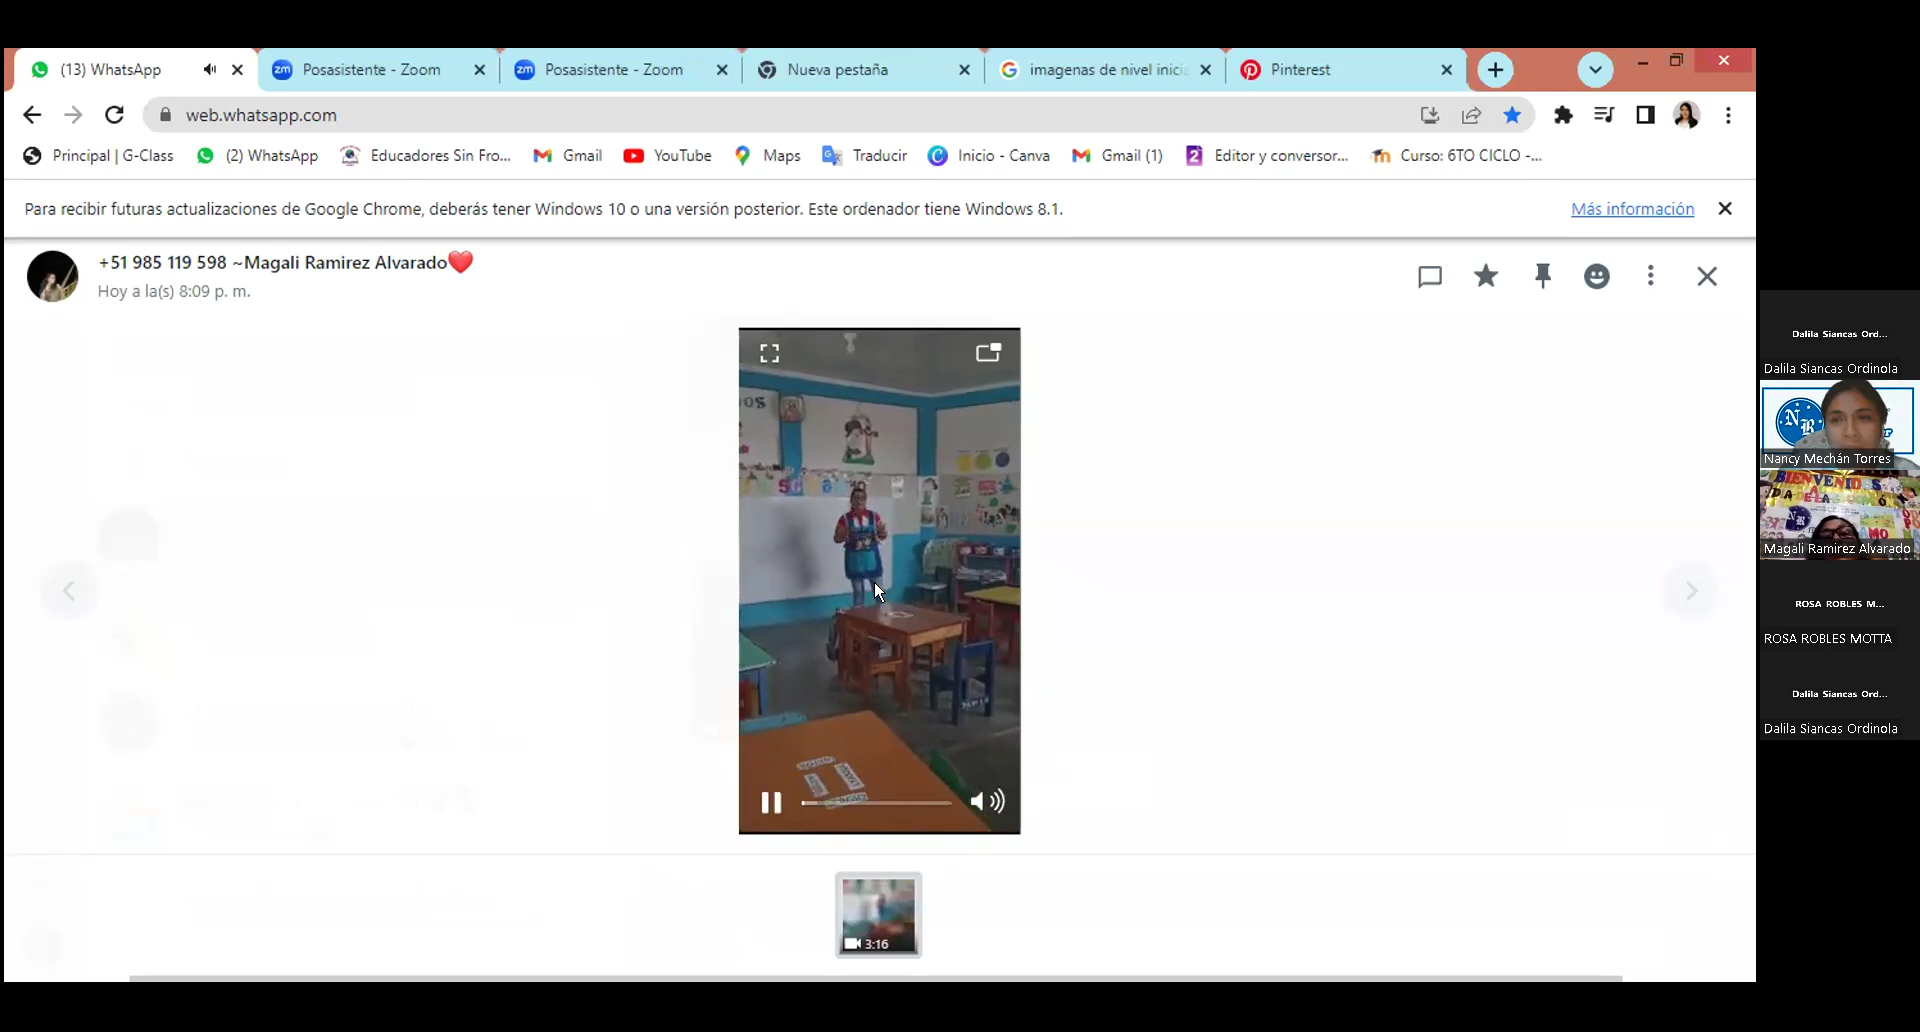 (13) WhatsApp
Posasistente - Zoom
Posasistente - Zoom
Nueva pestaña
imagenes de nivel inici
Pinterest
web.whatsapp.com
Principal | G-Class
(2) WhatsApp
Educadores Sin Fro...
Gmail
YouTube
Maps
Traducir
Inicio - Canva
Gmail (1)
Editor y conversor...
Curso: 6TO CICLO -...
Para recibir futuras actualizaciones de Google Chrome, deberás tener Windows 10 o una versión posterior. Este ordenador tiene Windows 8.1.
Más información
+51 985 119 598 ~Magali Ramirez Alvarado❤️
Hoy a la(s) 8:09 p. m.
3:16
Dalila Siancas Ord...
Dalila Siancas Ordinola
NB
Nancy Mechán Torres
BIENVENIDOS
Magali Ramirez Alvarado
ROSA ROBLES M...
ROSA ROBLES MOTTA
Dalila Siancas Ord...
Dalila Siancas Ordinola